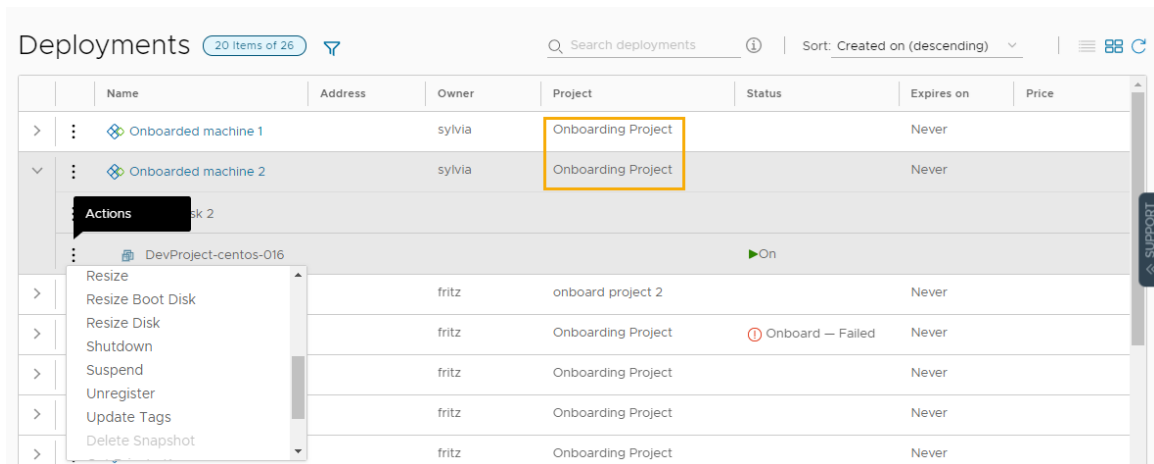 Deployments 20 Items of 26 Search deployments Sort: Created on (descending)
Name Address Owner Project Status Expires on Price
Onboarded machine 1 sylvia Onboarding Project Never
Onboarded machine 2 sylvia Onboarding Project Never
Actions sk 2
DevProject-centos-016 On
Resize
fritz onboard project 2 Never
Resize Boot Disk
Resize Disk
fritz Onboarding Project Onboard — Failed Never
Shutdown
Suspend
fritz Onboarding Project Never
Unregister
Update Tags
fritz Onboarding Project Never
Delete Snapshot
fritz Onboarding Project Never
SUPPORT